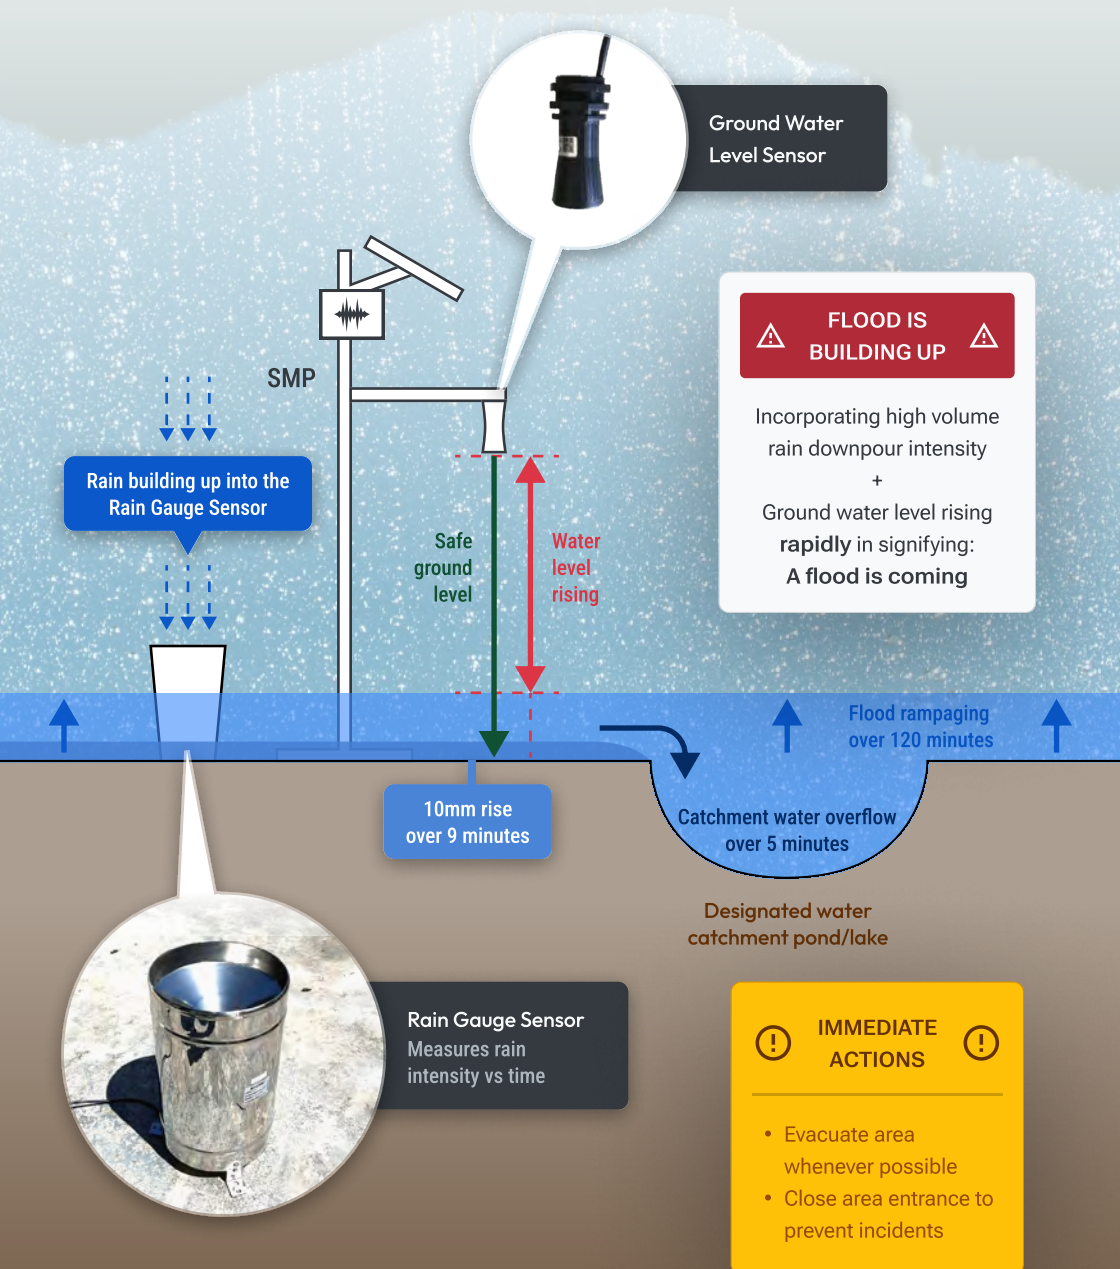 Ground Water
Level Sensor
FLOOD IS
BUILDING UP
Incorporating high volume
rain downpour intensity
+
Ground water level rising
rapidly in signifying:
A flood is coming
SMP
Rain building up into the
Rain Gauge Sensor
Safe
ground
level
Water
level
rising
Flood rampaging
over 120 minutes
10mm rise
over 9 minutes
Catchment water overflow
over 5 minutes
Designated water
catchment pond/lake
Rain Gauge Sensor
Measures rain
intensity vs time
IMMEDIATE
ACTIONS
• Evacuate area
whenever possible
• Close area entrance to
prevent incidents